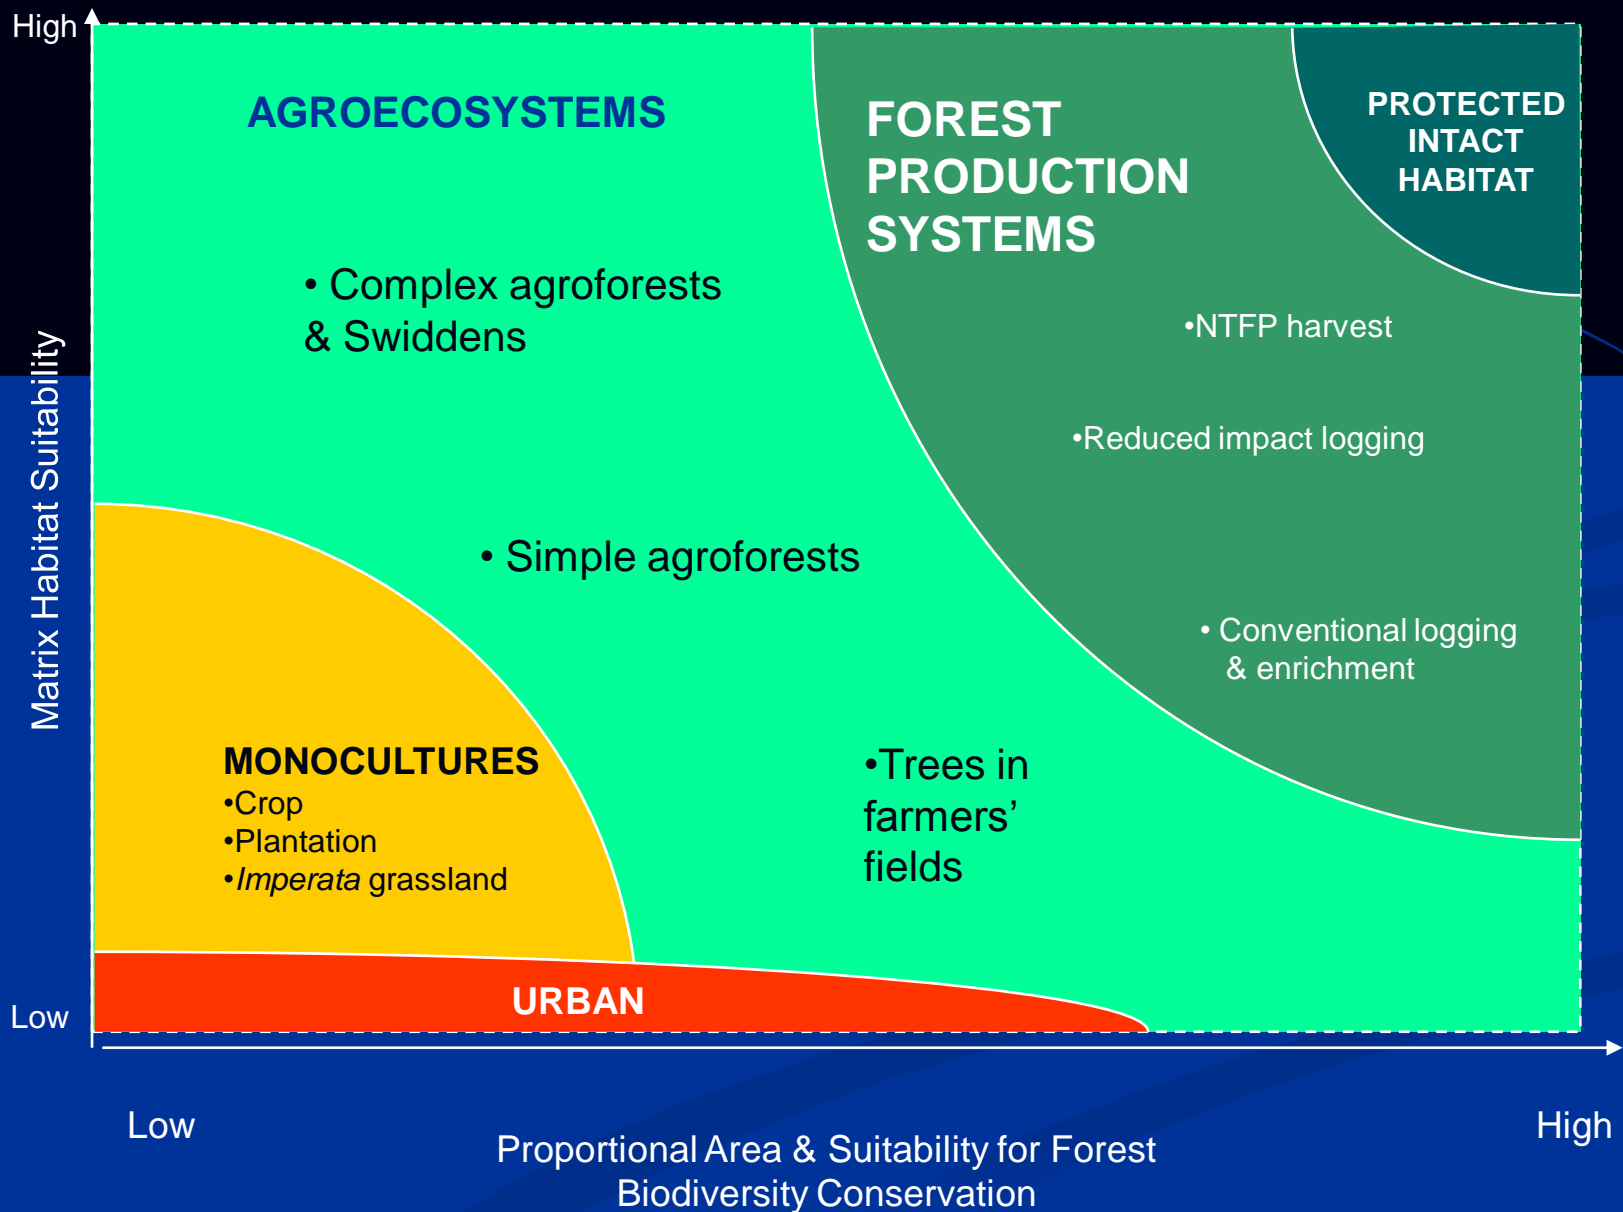 High
AGROECOSYSTEMS
FOREST
PRODUCTION
SYSTEMS
PROTECTED
INTACT
HABITAT
• Complex agroforests
& Swiddens
•NTFP harvest
•Reduced impact logging
Matrix Habitat Suitability
• Simple agroforests
• Conventional logging
& enrichment
MONOCULTURES
•Crop
•Plantation
•Imperata grassland
•Trees in
farmers’
fields
URBAN
Low
Low
High
Proportional Area & Suitability for Forest
Biodiversity Conservation